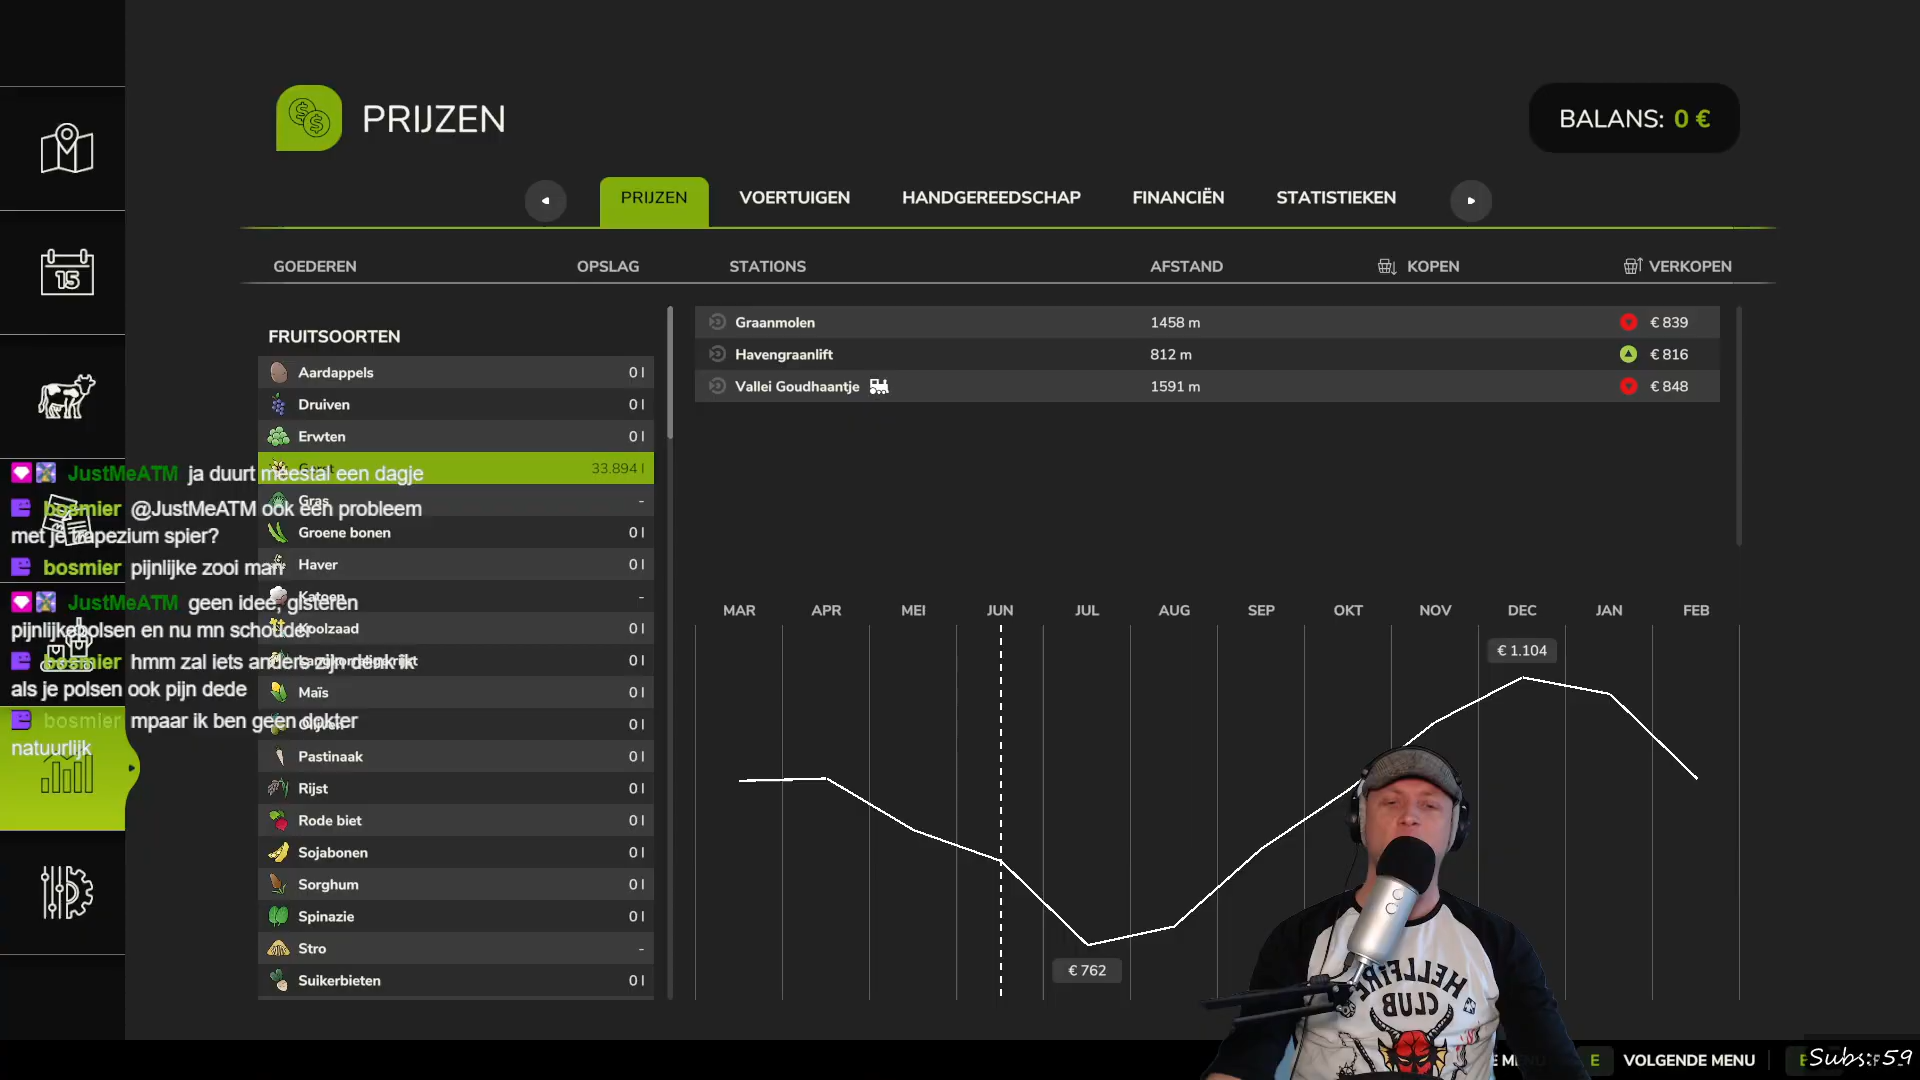 PRIJZEN
BALANS: 0 €
PRIJZEN VOERTUIGEN HANDGEREEDSCHAP FINANCIËN STATISTIEKEN
GOEDEREN OPSLAG STATIONS AFSTAND KOPEN VERKOPEN
Graanmolen 1458 m € 839
Havengraanlift 812 m € 816
Vallei Goudhaantje 1591 m € 848
FRUITSOORTEN
Aardappels 0 l
Druiven 0 l
Erwten 0 l
33.894 l
Gras -
Groene bonen 0 l
Haver 0 l
Katoen -
Koolzaad 0 l
0 l
Maïs 0 l
Olijven 0 l
Pastinaak 0 l
Rijst 0 l
Rode biet 0 l
Sojabonen 0 l
Sorghum 0 l
Spinazie 0 l
Stro -
Suikerbieten 0 l
15
JustMeATM ja duurt meestal een dagje
bosmier @JustMeATM ook een probleem
met je trapezium spier?
bosmier pijnlijke zooi man
JustMeATM geen idee, gisteren
pijnlijke polsen en nu mn schouder
bosmier hmm zal iets anders zijn denk ik
als je polsen ook pijn dede
bosmier mpaar ik ben geen dokter
natuurlijk
MAR APR MEI JUN JUL AUG SEP OKT NOV DEC JAN FEB
€ 1.104
€ 762
HELLFIRE
CLUB
E VOLGENDE MENU
Subs: 59